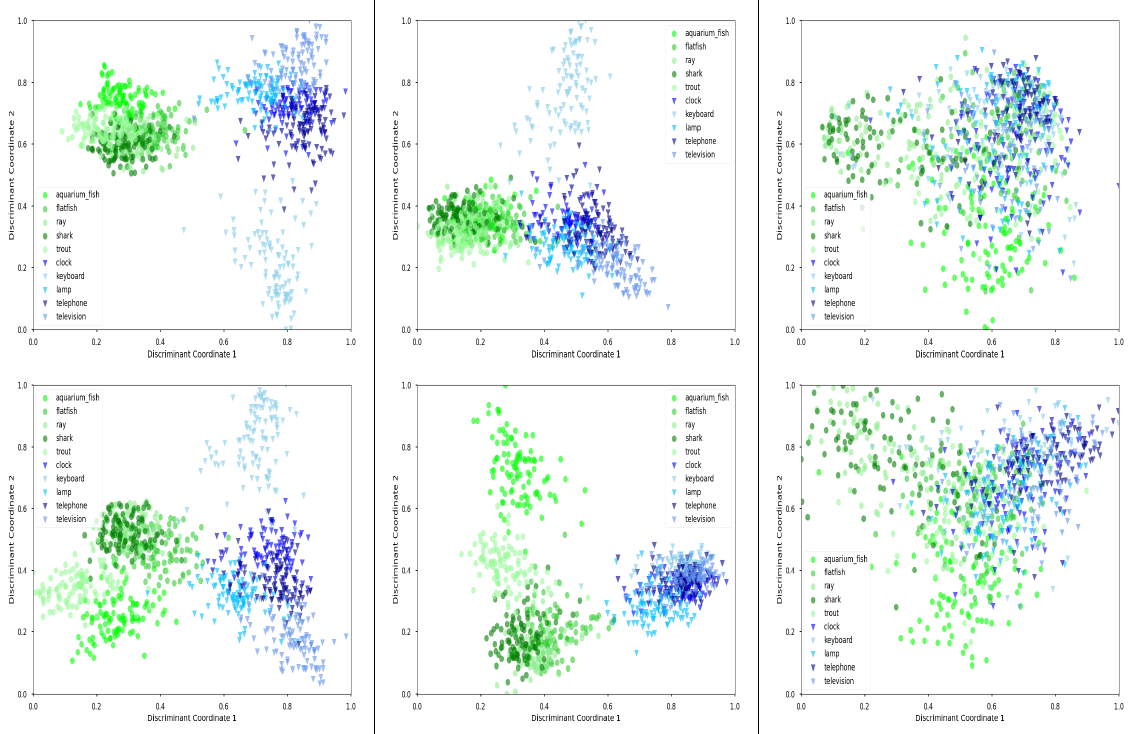 1.0
0.8
0.6
0.4
0.2
0.0
Discriminant Coordinate 2
aquarium_fish
flatfish
ray
shark
trout
clock
keyboard
lamp
telephone
television
0.0 0.2 0.4 0.6 0.8 1.0
Discriminant Coordinate 1
1.0
0.8
0.6
0.4
0.2
0.0
Discriminant Coordinate 2
aquarium_fish
flatfish
ray
shark
trout
clock
keyboard
lamp
telephone
television
0.0 0.2 0.4 0.6 0.8 1.0
Discriminant Coordinate 1
1.0
0.8
0.6
0.4
0.2
0.0
Discriminant Coordinate 2
aquarium_fish
flatfish
ray
shark
trout
clock
keyboard
lamp
telephone
television
0.0 0.2 0.4 0.6 0.8 1.0
Discriminant Coordinate 1
1.0
0.8
0.6
0.4
0.2
0.0
Discriminant Coordinate 2
aquarium_fish
flatfish
ray
shark
trout
clock
keyboard
lamp
telephone
television
0.0 0.2 0.4 0.6 0.8 1.0
Discriminant Coordinate 1
1.0
0.8
0.6
0.4
0.2
0.0
Discriminant Coordinate 2
aquarium_fish
flatfish
ray
shark
trout
clock
keyboard
lamp
telephone
television
0.0 0.2 0.4 0.6 0.8 1.0
Discriminant Coordinate 1
1.0
0.8
0.6
0.4
0.2
0.0
Discriminant Coordinate 2
aquarium_fish
flatfish
ray
shark
trout
clock
keyboard
lamp
telephone
television
0.0 0.2 0.4 0.6 0.8 1.0
Discriminant Coordinate 1